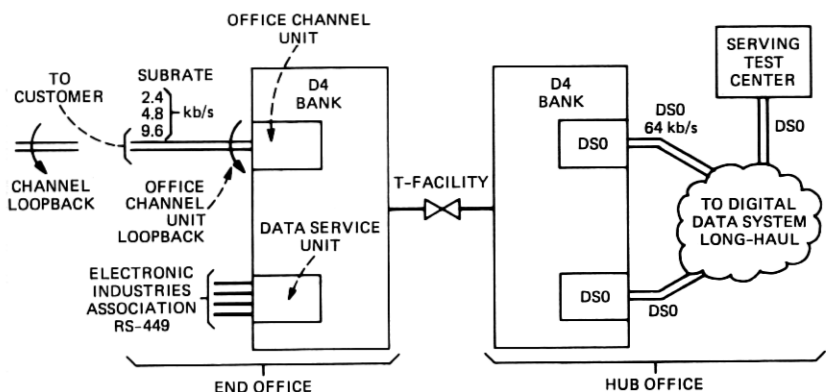 OFFICE CHANNEL
UNIT
TO
CUSTOMER
SUBRATE
2.4
4.8
9.6
kb/s
D4
BANK
CHANNEL
LOOPBACK
OFFICE
CHANNEL
UNIT
LOOPBACK
DATA SERVICE
UNIT
ELECTRONIC
INDUSTRIES
ASSOCIATION
RS-449
END OFFICE
T-FACILITY
D4
BANK
DS0
DS0
64 kb/s
SERVING
TEST
CENTER
DS0
TO DIGITAL
DATA SYSTEM
LONG-HAUL
DS0
DS0
HUB OFFICE